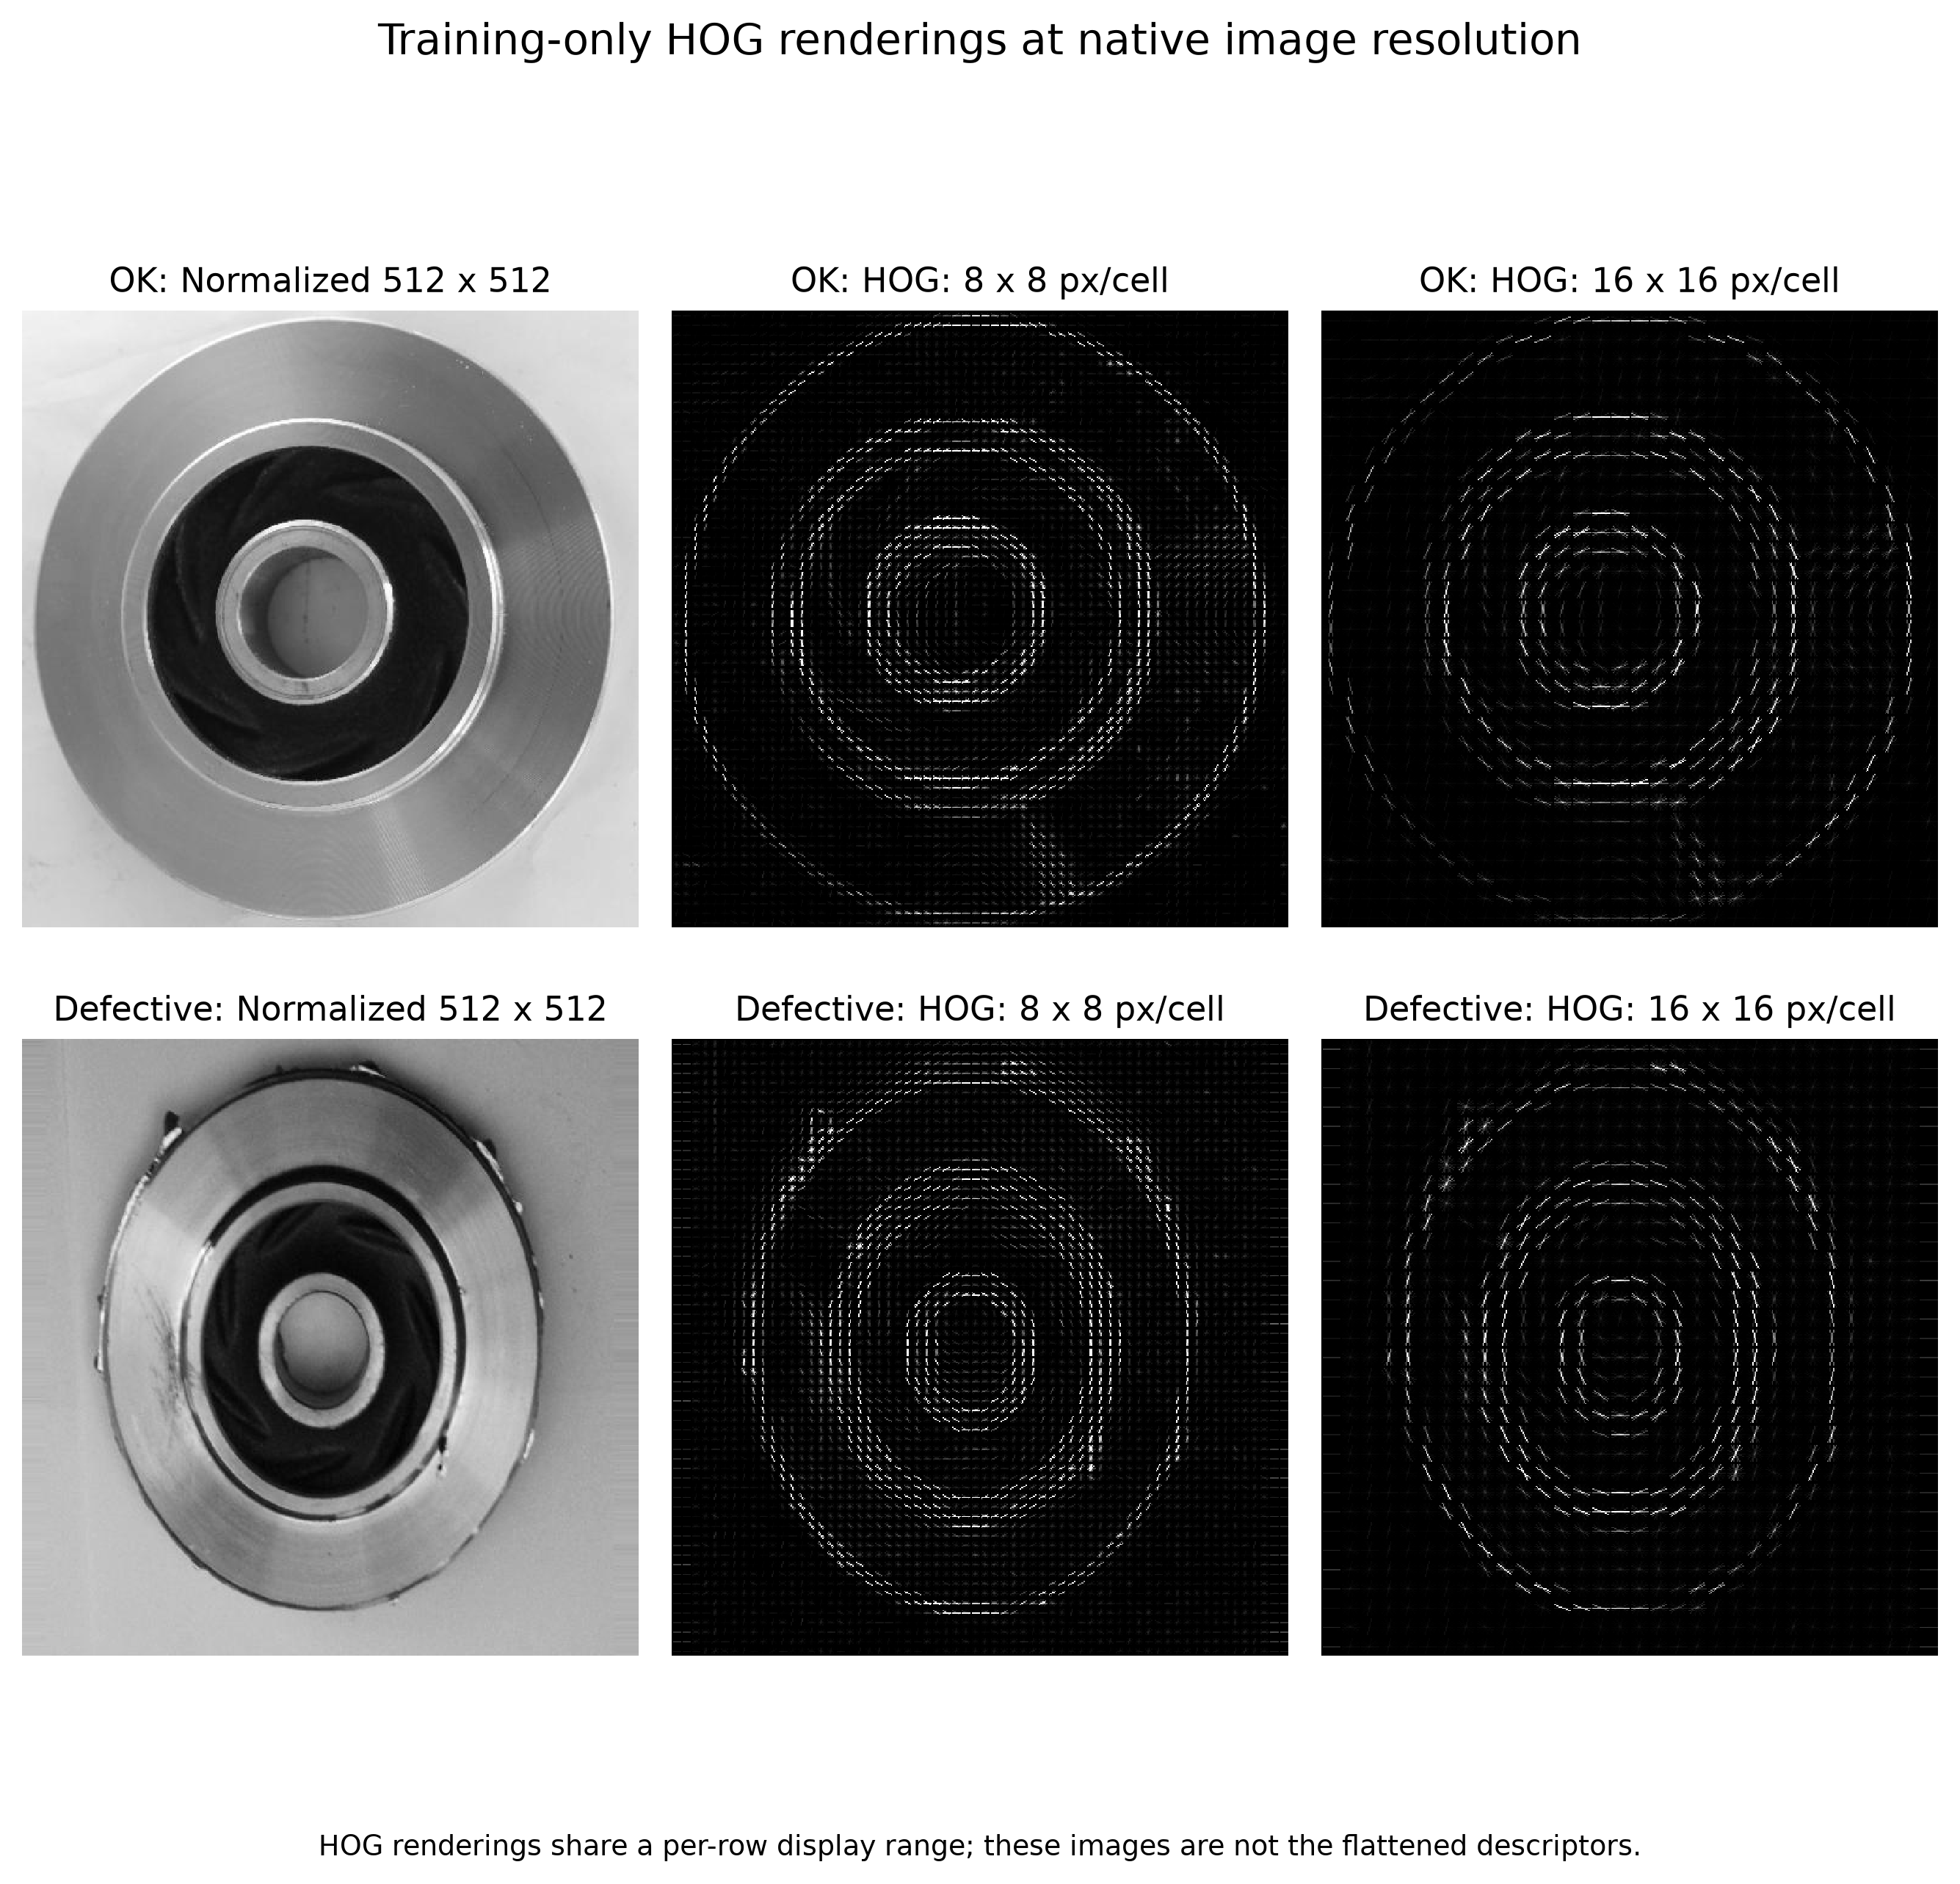 Training-only HOG renderings at native image resolution
OK: Normalized 512 x 512
OK: HOG: 8 x 8 px/cell
OK: HOG: 16 x 16 px/cell
Defective: Normalized 512 x 512
Defective: HOG: 8 x 8 px/cell
Defective: HOG: 16 x 16 px/cell
HOG renderings share a per-row display range; these images are not the flattened descriptors.